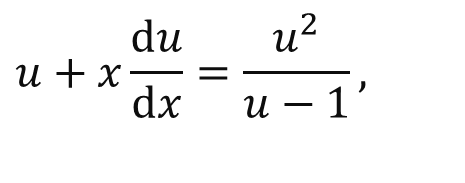 u + x du/dx = u²/(u − 1),